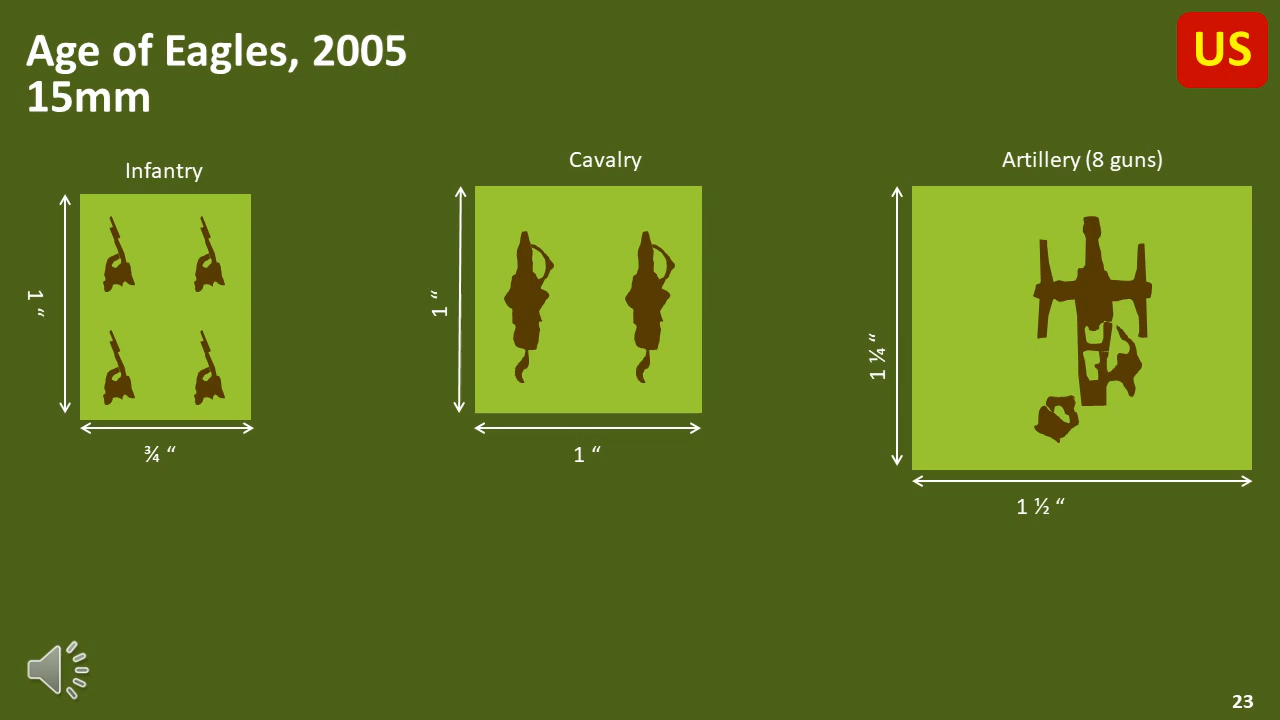 Age of Eagles, 2005
15mm
US
Infantry
Cavalry
Artillery (8 guns)
1 “
1 “
1 ¼ “
¾ “
1 “
1 ½ “
23